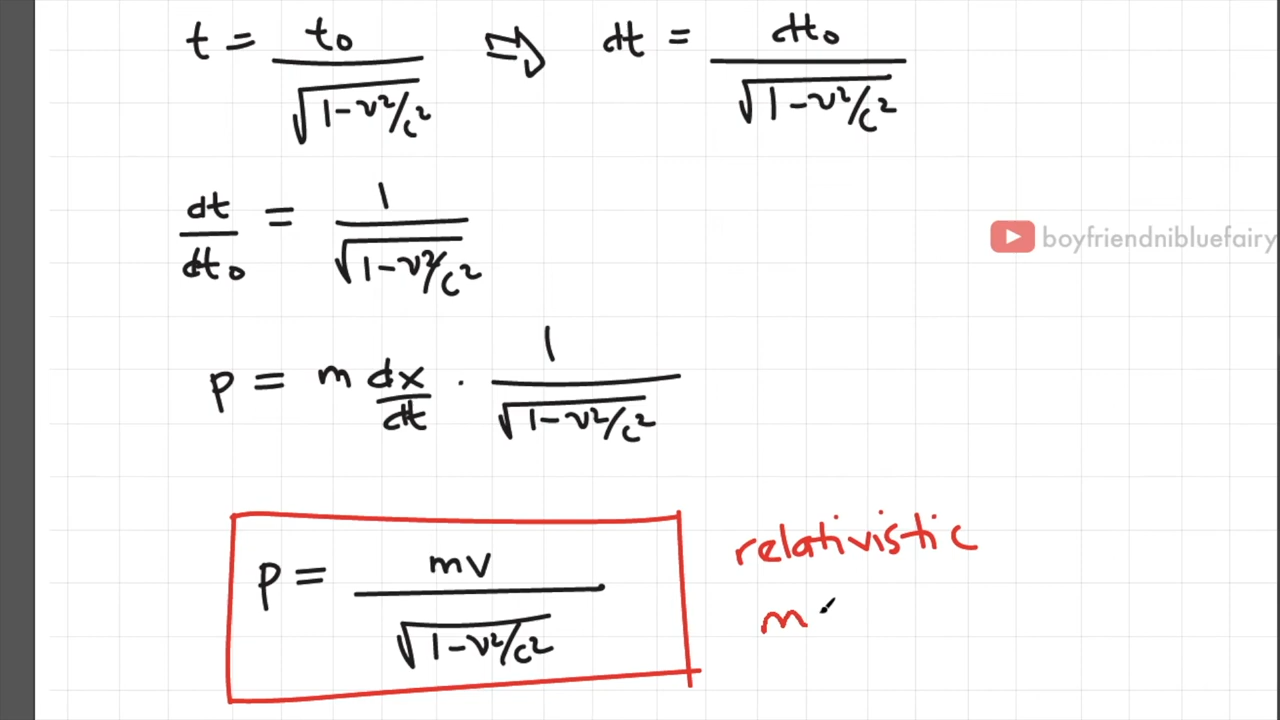 t = t₀ / √(1-v²/c²) ⇒ dt = dt₀ / √(1-v²/c²)
dt/dt₀ = 1 / √(1-v²/c²)
boyfriendnibluefairy
p = m dx/dt · 1 / √(1-v²/c²)
p = mv / √(1-v²/c²)
relativistic
m